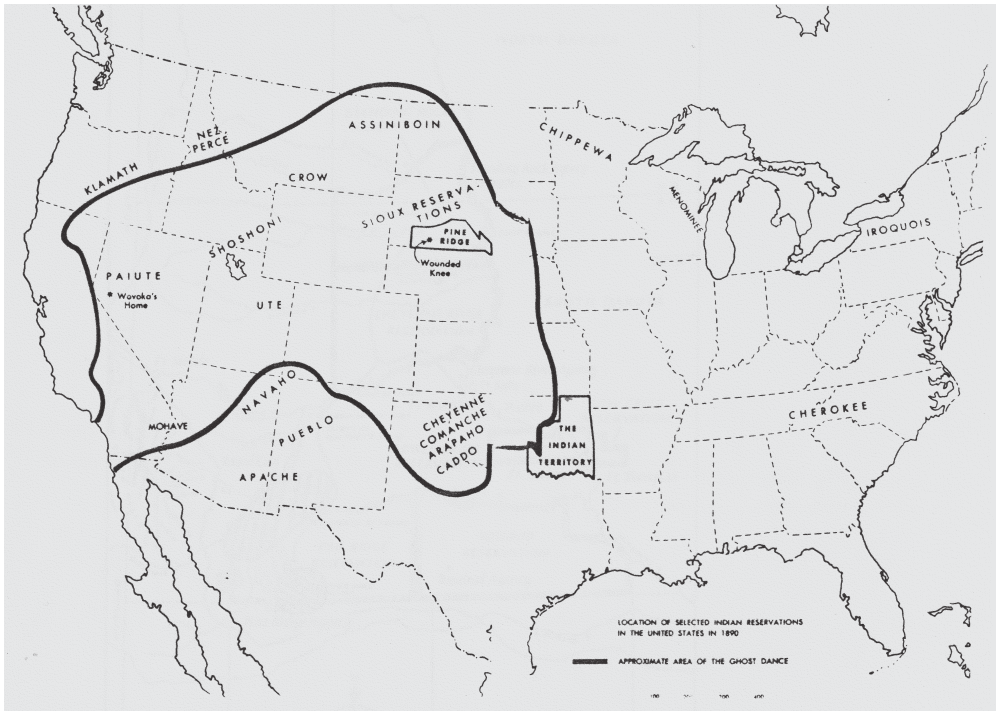 ASSINIBOIN
CHIPPEWA
NEZ
PERCE
KLAMATH
CROW
SIOUX RESERVA-
TIONS
MENOMINEE
IROQUOIS
SHOSHONI
PINE
RIDGE
Wounded
Knee
PAIUTE
Wovoka's
Home
UTE
NAVAHO
CHEYENNE
COMANCHE
ARAPAHO
CADDO
CHEROKEE
MOHAVE
PUEBLO
THE
INDIAN
TERRITORY
APACHE
LOCATION OF SELECTED INDIAN RESERVATIONS
IN THE UNITED STATES IN 1890
APPROXIMATE AREA OF THE GHOST DANCE